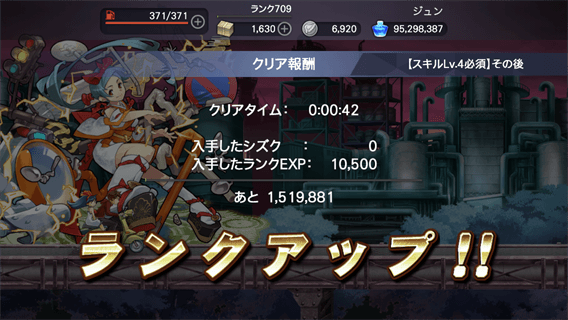 371/371
ランク709
1,630
6,920
ジュン
95,298,387
クリア報酬
【スキルLv.4必須】その後
クリアタイム： 0:00:42
入手したシズク ： 0
入手したランクEXP： 10,500
あと 1,519,881
ランクアップ!!